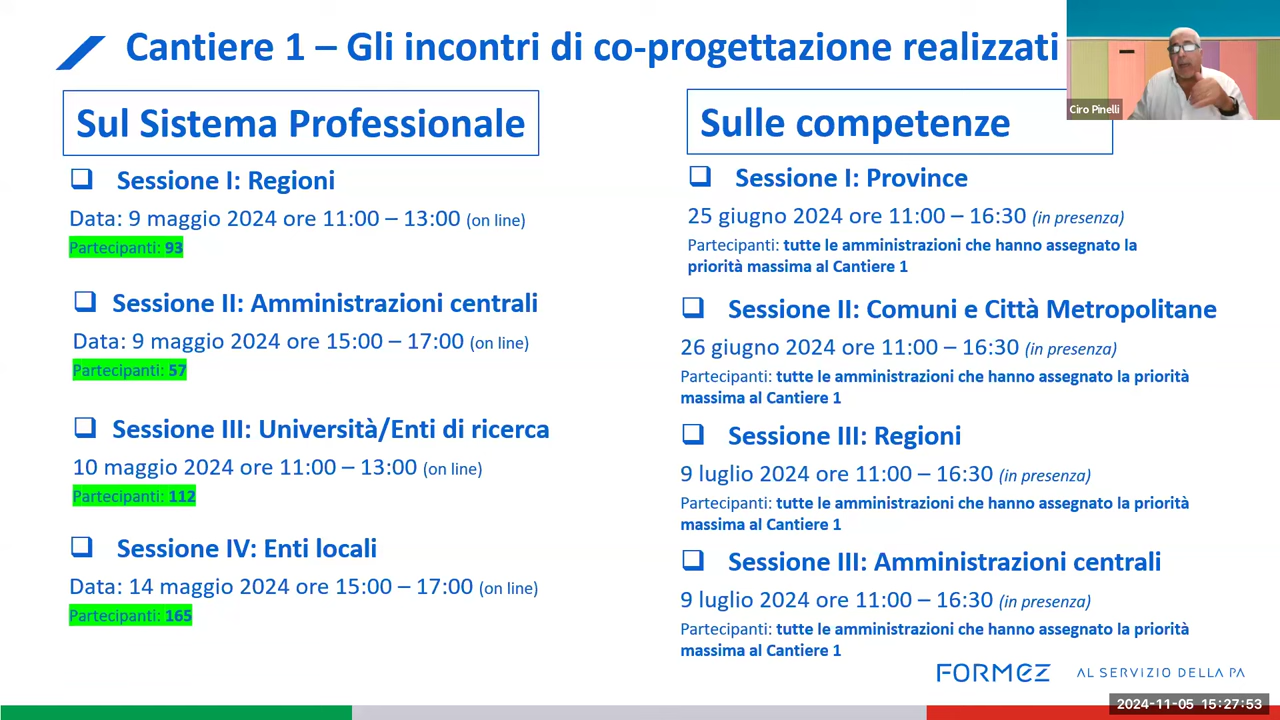 Cantiere 1 – Gli incontri di co-progettazione realizzati
Ciro Pinelli
Sul Sistema Professionale
Sessione I: Regioni
Data: 9 maggio 2024 ore 11:00 – 13:00 (on line)
Partecipanti: 93
Sessione II: Amministrazioni centrali
Data: 9 maggio 2024 ore 15:00 – 17:00 (on line)
Partecipanti: 57
Sessione III: Università/Enti di ricerca
10 maggio 2024 ore 11:00 – 13:00 (on line)
Partecipanti: 112
Sessione IV: Enti locali
Data: 14 maggio 2024 ore 15:00 – 17:00 (on line)
Partecipanti: 165
Sulle competenze
Sessione I: Province
25 giugno 2024 ore 11:00 – 16:30 (in presenza)
Partecipanti: tutte le amministrazioni che hanno assegnato la
priorità massima al Cantiere 1
Sessione II: Comuni e Città Metropolitane
26 giugno 2024 ore 11:00 – 16:30 (in presenza)
Partecipanti: tutte le amministrazioni che hanno assegnato la priorità
massima al Cantiere 1
Sessione III: Regioni
9 luglio 2024 ore 11:00 – 16:30 (in presenza)
Partecipanti: tutte le amministrazioni che hanno assegnato la priorità
massima al Cantiere 1
Sessione III: Amministrazioni centrali
9 luglio 2024 ore 11:00 – 16:30 (in presenza)
Partecipanti: tutte le amministrazioni che hanno assegnato la priorità
massima al Cantiere 1
FORMEZ AL SERVIZIO DELLA PA
2024-11-05 15:27:53